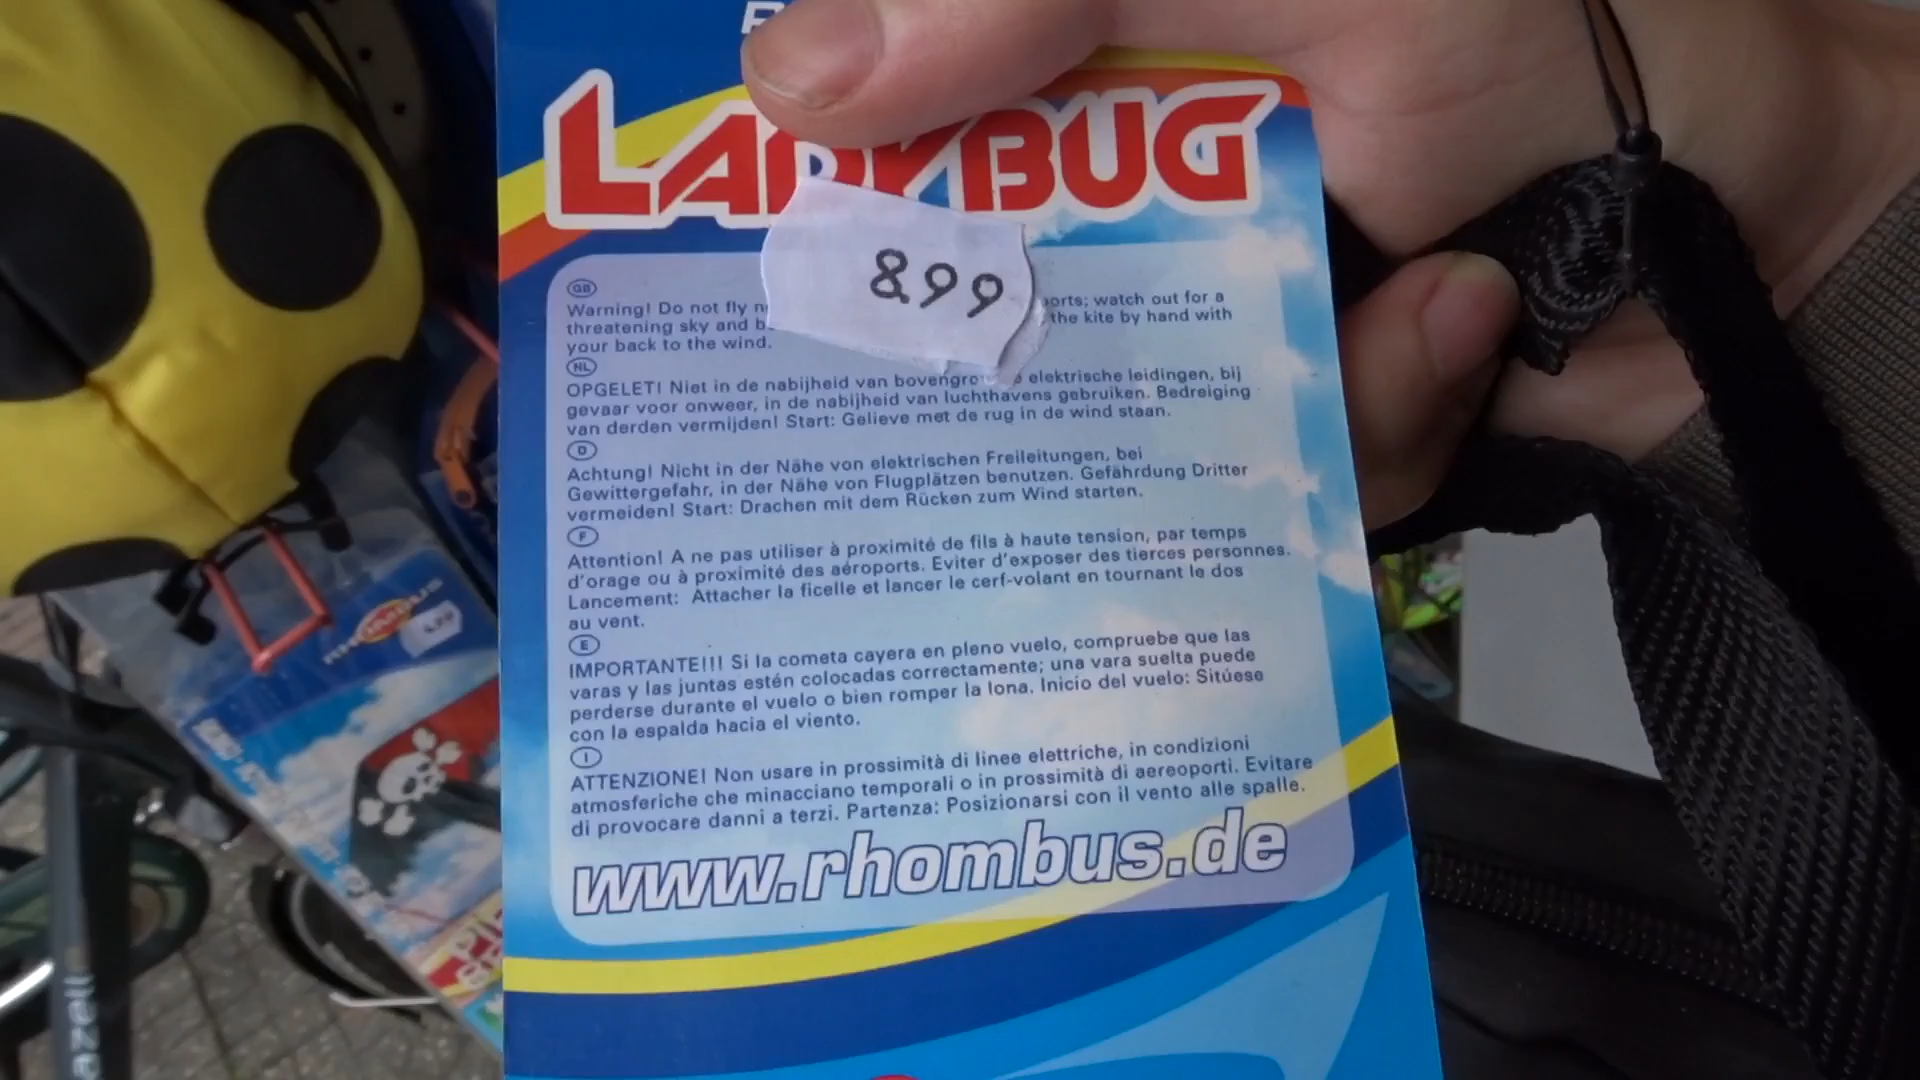 LADYBUG
899
GB
Warning! Do not fly orts; watch out for a
threatening sky and the kite by hand with
your back to the wind.
NL
OPGELET! Niet in de nabijheid van elektrische leidingen, bij
gevaar voor onweer, in de nabijheid van luchthavens gebruiken. Bedreiging
van derden vermijden! Start: Gelieve met de rug in de wind staan.
D
Achtung! Nicht in der Nähe von elektrischen Freileitungen, bei
Gewittergefahr, in der Nähe von Flugplätzen benutzen. Gefährdung Dritter
vermeiden! Start: Drachen mit dem Rücken zum Wind starten.
F
Attention! A ne pas utiliser à proximité de fils à haute tension, par temps
d'orage ou à proximité des aéroports. Eviter d'exposer des tierces personnes.
Lancement: Attacher la ficelle et lancer le cerf-volant en tournant le dos
au vent.
E
IMPORTANTE!!! Si la cometa cayera en pleno vuelo, compruebe que las
varas y las juntas estén colocadas correctamente; una vara suelta puede
perderse durante el vuelo o bien romper la lona. Inicio del vuelo: Sitúese
con la espalda hacia el viento.
I
ATTENZIONE! Non usare in prossimità di linee elettriche, in condizioni
atmosferiche che minacciano temporali o in prossimità di aereoporti. Evitare
di provocare danni a terzi. Partenza: Posizionarsi con il vento alle spalle.
www.rhombus.de
RHOMBUS
azell